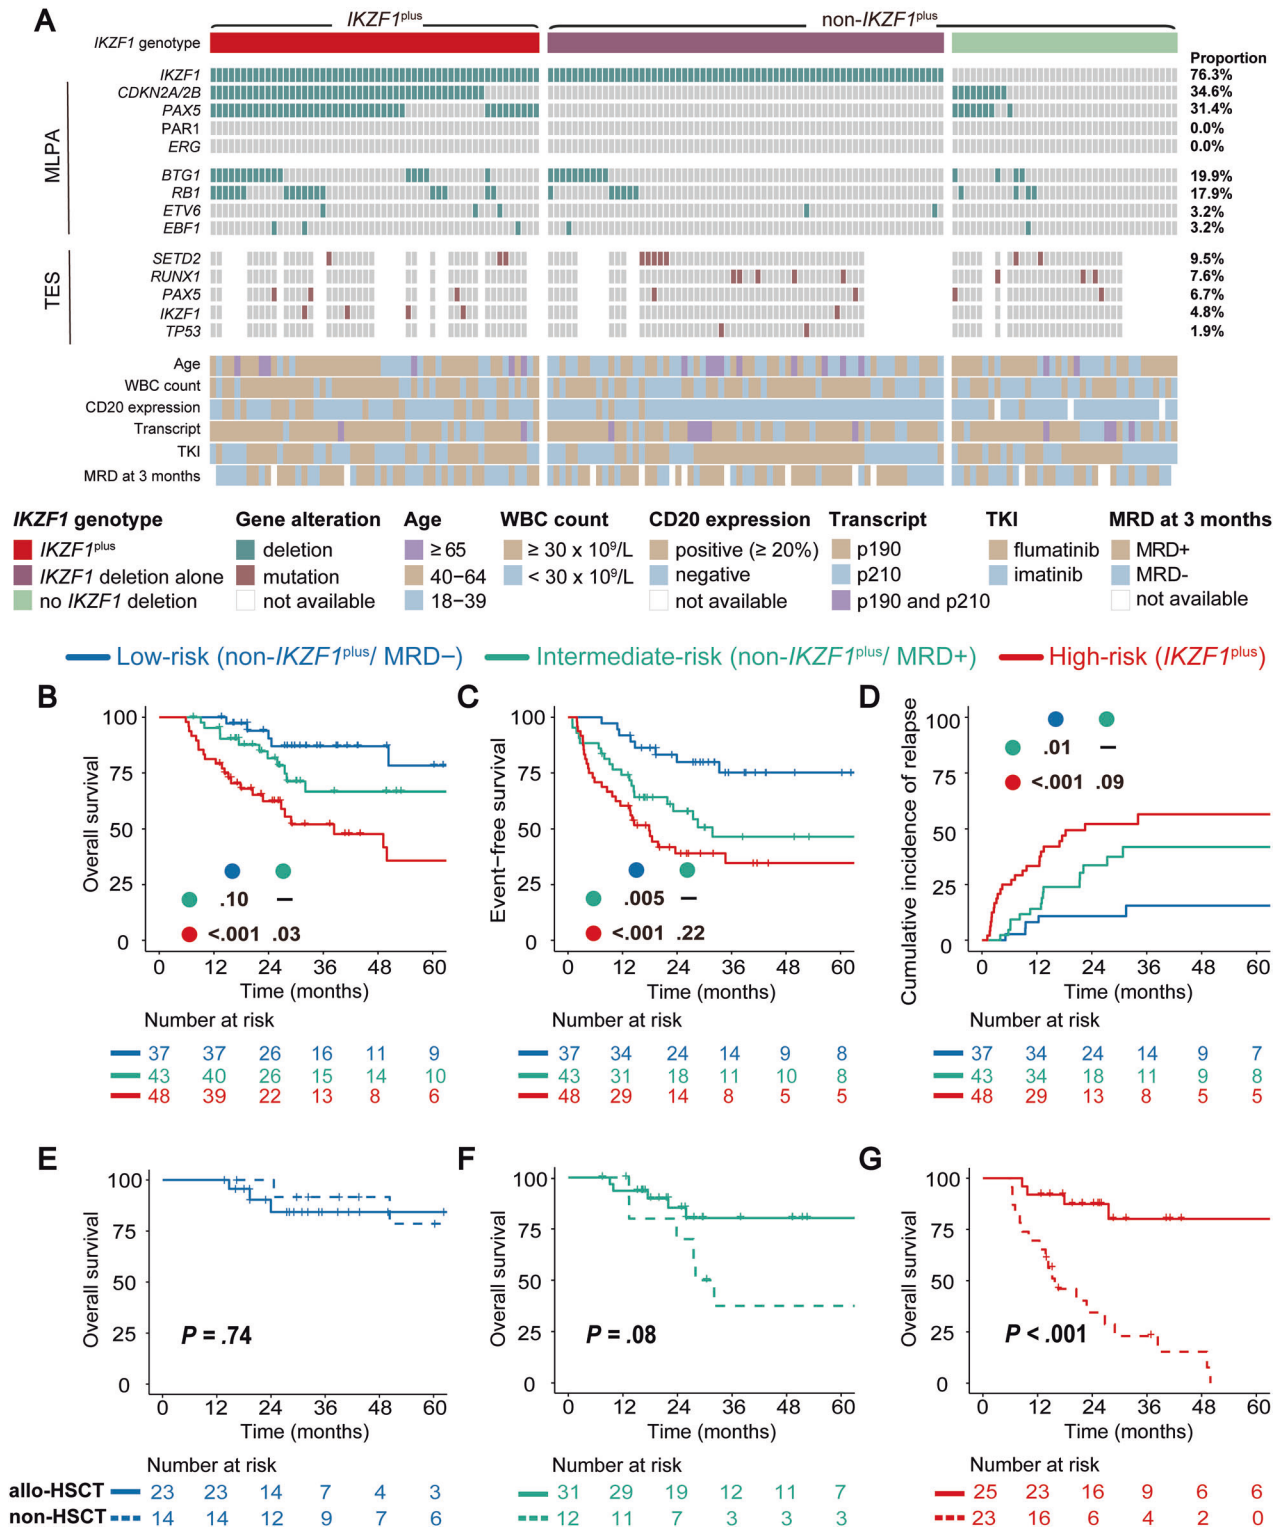 A
IKZF1plus
non-IKZF1plus
IKZF1 genotype
Proportion
MLPA
IKZF1 76.3%
CDKN2A/2B 34.6%
PAX5 31.4%
PAR1 0.0%
ERG 0.0%
BTG1 19.9%
RB1 17.9%
ETV6 3.2%
EBF1 3.2%
TES
SETD2 9.5%
RUNX1 7.6%
PAX5 6.7%
IKZF1 4.8%
TP53 1.9%
Age
WBC count
CD20 expression
Transcript
TKI
MRD at 3 months
IKZF1 genotype Gene alteration Age WBC count CD20 expression Transcript TKI MRD at 3 months
IKZF1plus deletion ≥ 65 ≥ 30 x 10⁹/L positive (≥ 20%) p190 flumatinib MRD+
IKZF1 deletion alone mutation 40−64 < 30 x 10⁹/L negative p210 imatinib MRD-
no IKZF1 deletion not available 18−39 not available p190 and p210 not available
Low-risk (non-IKZF1plus/ MRD−) Intermediate-risk (non-IKZF1plus/ MRD+) High-risk (IKZF1plus)
B
Overall survival
100
75
50
25
0
.10 −
<.001 .03
0 12 24 36 48 60
Time (months)
Number at risk
37 37 26 16 11 9
43 40 26 15 14 10
48 39 22 13 8 6
C
Event−free survival
100
75
50
25
0
.005 −
<.001 .22
0 12 24 36 48 60
Time (months)
Number at risk
37 34 24 14 9 8
43 31 18 11 10 8
48 29 14 8 5 5
D
Cumulative incidence of relapse
100
75
50
25
0
.01 −
<.001 .09
0 12 24 36 48 60
Time (months)
Number at risk
37 34 24 14 9 7
43 34 18 11 9 8
48 29 13 8 5 5
E
Overall survival
100
75
50
25
0
P = .74
0 12 24 36 48 60
Time (months)
Number at risk
allo-HSCT 23 23 14 7 4 3
non-HSCT 14 14 12 9 7 6
F
Overall survival
100
75
50
25
0
P = .08
0 12 24 36 48 60
Time (months)
Number at risk
31 29 19 12 11 7
12 11 7 3 3 3
G
Overall survival
100
75
50
25
0
P < .001
0 12 24 36 48 60
Time (months)
Number at risk
25 23 16 9 6 6
23 16 6 4 2 0